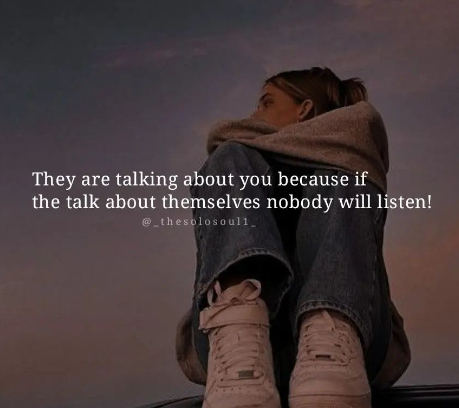 They are talking about you because if
the talk about themselves nobody will listen!
@_thesolosoul1_